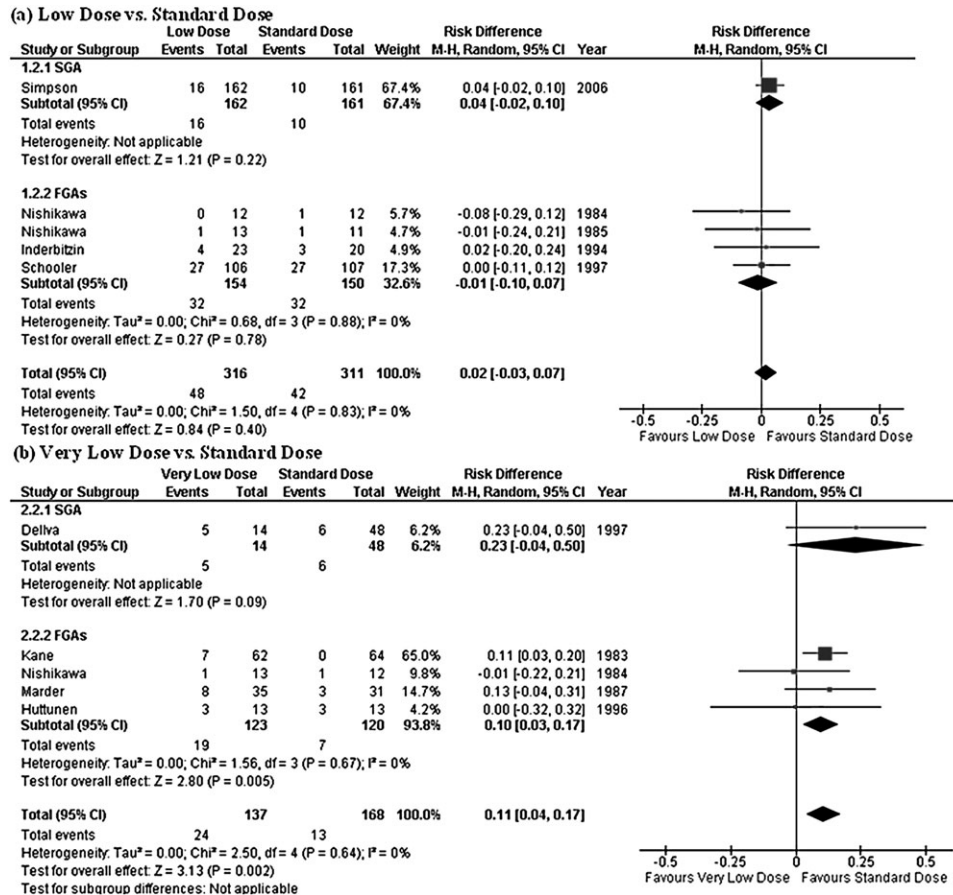 (a) Low Dose vs. Standard Dose
Low Dose Standard Dose Risk Difference Risk Difference
Study or Subgroup Events Total Events Total Weight M-H, Random, 95% CI Year M-H, Random, 95% CI
1.2.1 SGA
Simpson 16 162 10 161 67.4% 0.04 [-0.02, 0.10] 2006
Subtotal (95% CI) 162 161 67.4% 0.04 [-0.02, 0.10]
Total events 16 10
Heterogeneity: Not applicable
Test for overall effect: Z = 1.21 (P = 0.22)
1.2.2 FGAs
Nishikawa 0 12 1 12 5.7% -0.08 [-0.29, 0.12] 1984
Nishikawa 1 13 1 11 4.7% -0.01 [-0.24, 0.21] 1985
Inderbitzin 4 23 3 20 4.9% 0.02 [-0.20, 0.24] 1994
Schooler 27 106 27 107 17.3% 0.00 [-0.11, 0.12] 1997
Subtotal (95% CI) 154 150 32.6% -0.01 [-0.10, 0.07]
Total events 32 32
Heterogeneity: Tau² = 0.00; Chi² = 0.68, df = 3 (P = 0.88); I² = 0%
Test for overall effect: Z = 0.27 (P = 0.78)
Total (95% CI) 316 311 100.0% 0.02 [-0.03, 0.07]
Total events 48 42
Heterogeneity: Tau² = 0.00; Chi² = 1.50, df = 4 (P = 0.83); I² = 0%
Test for overall effect: Z = 0.84 (P = 0.40)
-0.5 -0.25 0 0.25 0.5
Favours Low Dose Favours Standard Dose
(b) Very Low Dose vs. Standard Dose
Very Low Dose Standard Dose Risk Difference Risk Difference
Study or Subgroup Events Total Events Total Weight M-H, Random, 95% CI Year M-H, Random, 95% CI
2.2.1 SGA
Dellva 5 14 6 48 6.2% 0.23 [-0.04, 0.50] 1997
Subtotal (95% CI) 14 48 6.2% 0.23 [-0.04, 0.50]
Total events 5 6
Heterogeneity: Not applicable
Test for overall effect: Z = 1.70 (P = 0.09)
2.2.2 FGAs
Kane 7 62 0 64 65.0% 0.11 [0.03, 0.20] 1983
Nishikawa 1 13 1 12 9.8% -0.01 [-0.22, 0.21] 1984
Marder 8 35 3 31 14.7% 0.13 [-0.04, 0.31] 1987
Huttunen 3 13 3 13 4.2% 0.00 [-0.32, 0.32] 1996
Subtotal (95% CI) 123 120 93.8% 0.10 [0.03, 0.17]
Total events 19 7
Heterogeneity: Tau² = 0.00; Chi² = 1.56, df = 3 (P = 0.67); I² = 0%
Test for overall effect: Z = 2.80 (P = 0.005)
Total (95% CI) 137 168 100.0% 0.11 [0.04, 0.17]
Total events 24 13
Heterogeneity: Tau² = 0.00; Chi² = 2.50, df = 4 (P = 0.64); I² = 0%
Test for overall effect: Z = 3.13 (P = 0.002)
Test for subgroup differences: Not applicable
-0.5 -0.25 0 0.25 0.5
Favours Very Low Dose Favours Standard Dose